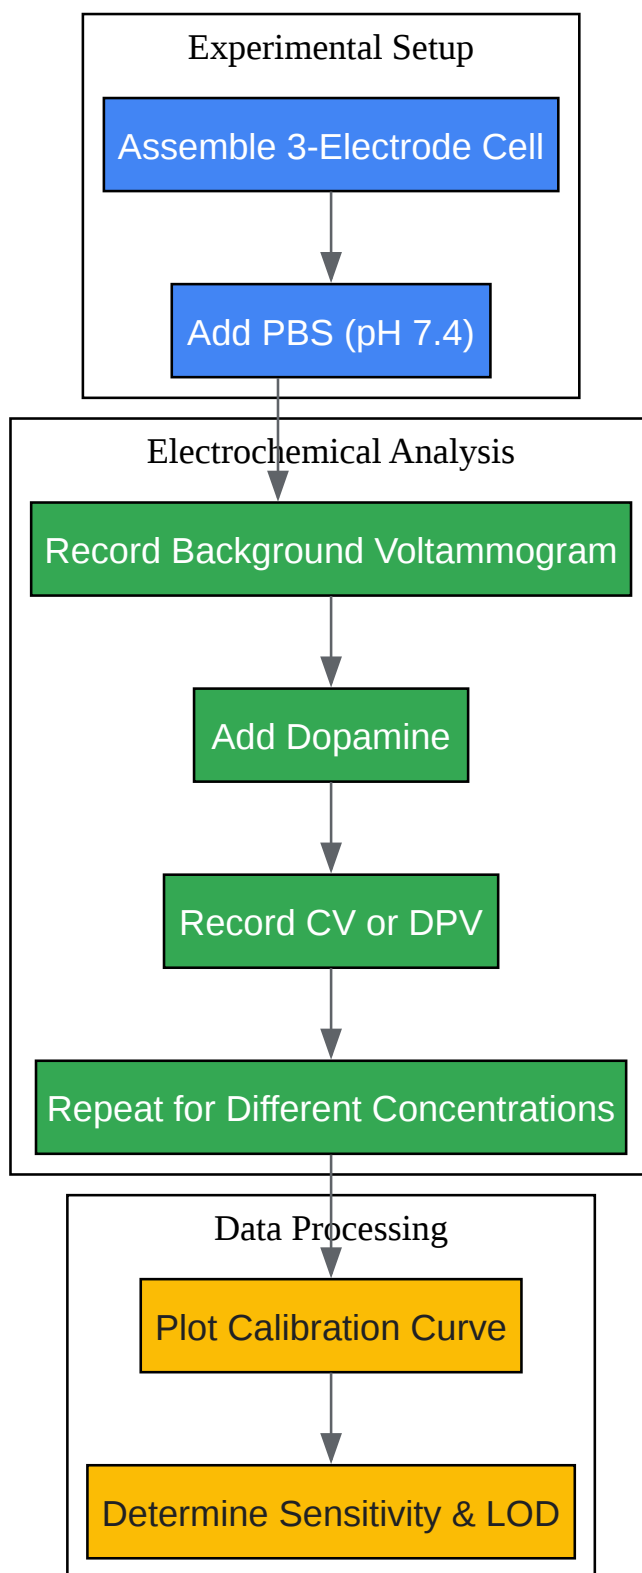 Experimental Setup
Assemble 3-Electrode Cell
Add PBS (pH 7.4)
Electrochemical Analysis
Record Background Voltammogram
Add Dopamine
Record CV or DPV
Repeat for Different Concentrations
Data Processing
Plot Calibration Curve
Determine Sensitivity & LOD